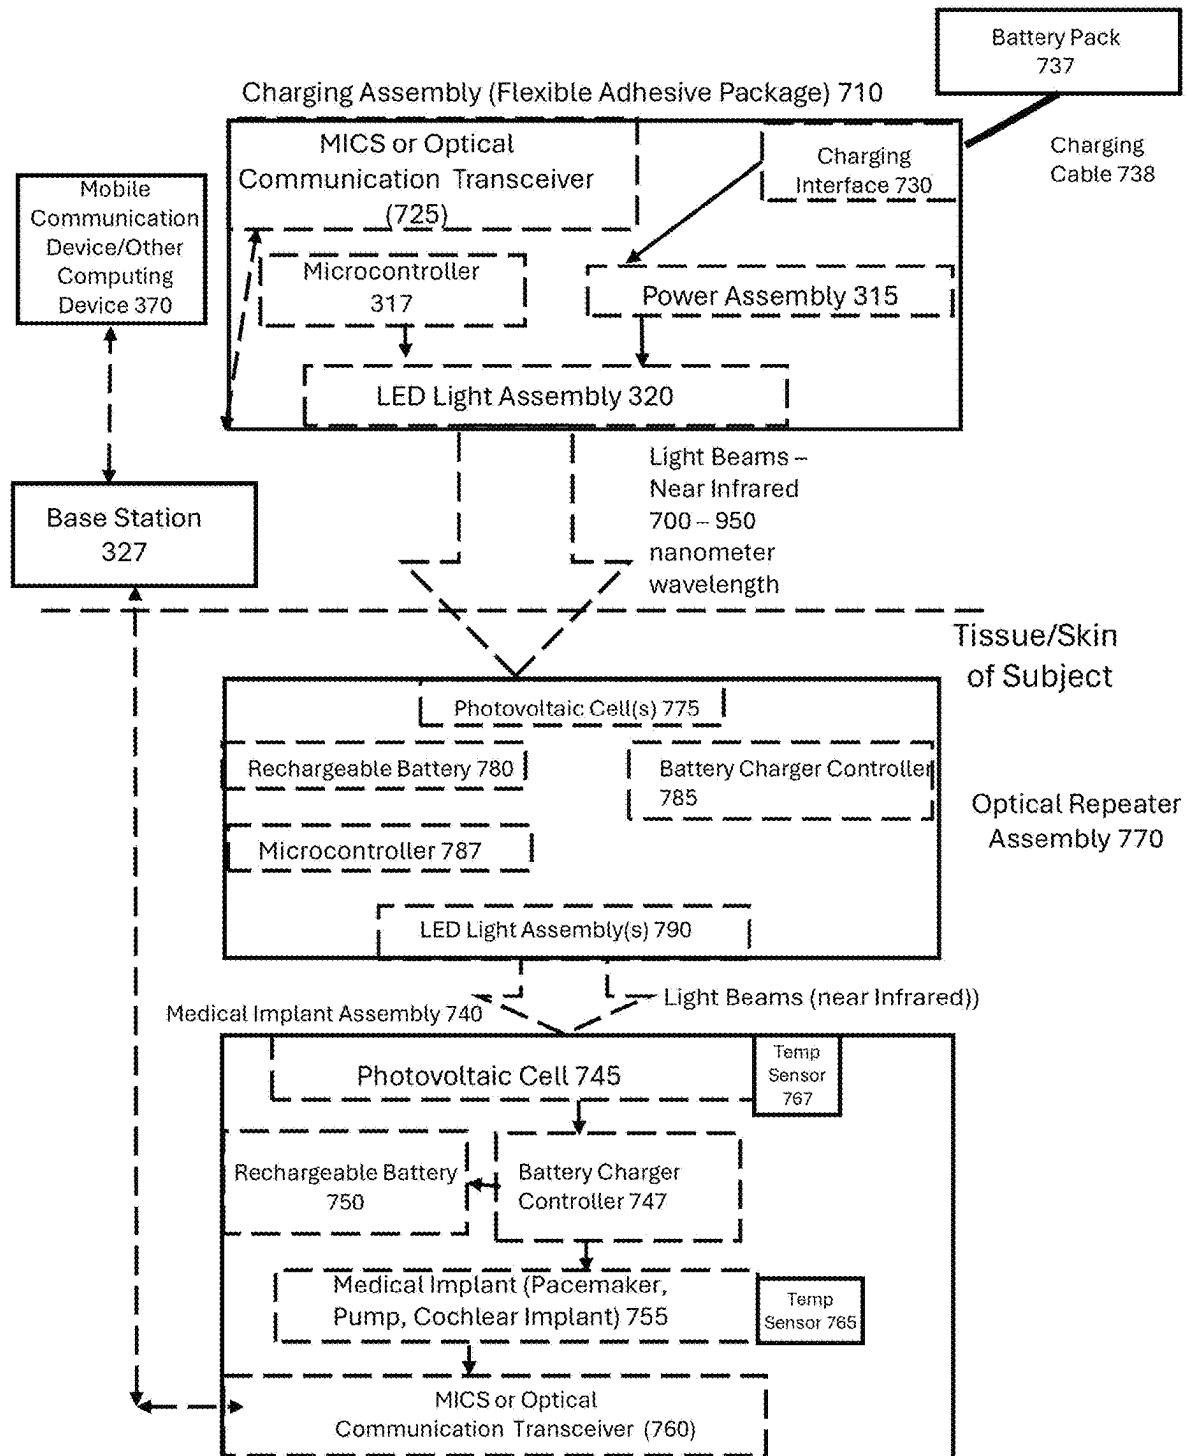 Battery Pack
737
Charging Assembly (Flexible Adhesive Package) 710
MICS or Optical
Communication Transceiver
(725)
Charging
Interface 730
Charging
Cable 738
Mobile
Communication
Device/Other
Computing
Device 370
Microcontroller
317
Power Assembly 315
LED Light Assembly 320
Light Beams –
Near Infrared
700 – 950
nanometer
wavelength
Base Station
327
Tissue/Skin
of Subject
Photovoltaic Cell(s) 775
Rechargeable Battery 780
Battery Charger Controller
785
Optical Repeater
Assembly 770
Microcontroller 787
LED Light Assembly(s) 790
Light Beams (near Infrared))
Medical Implant Assembly 740
Photovoltaic Cell 745
Temp
Sensor
767
Rechargeable Battery
750
Battery Charger
Controller 747
Medical Implant (Pacemaker,
Pump, Cochlear Implant) 755
Temp
Sensor 765
MICS or Optical
Communication Transceiver (760)